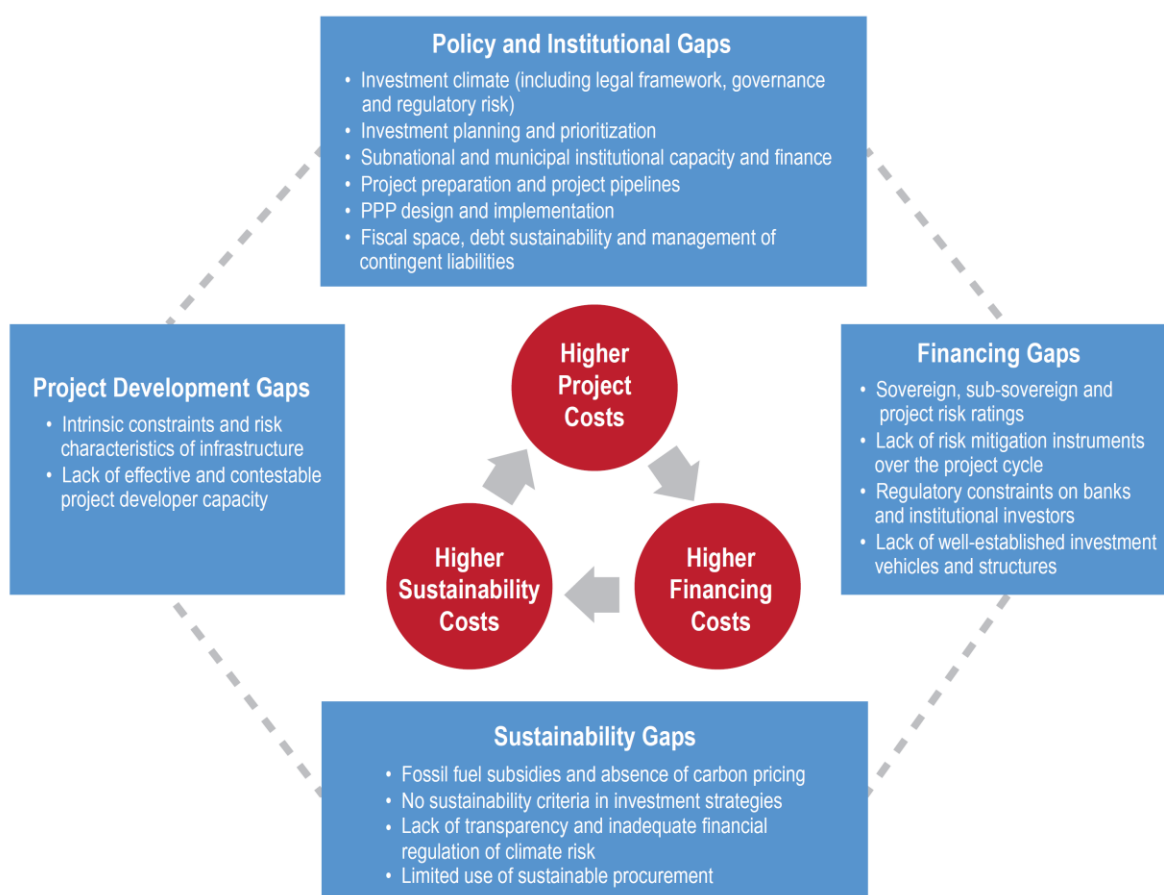 Policy and Institutional Gaps
• Investment climate (including legal framework, governance
and regulatory risk)
• Investment planning and prioritization
• Subnational and municipal institutional capacity and finance
• Project preparation and project pipelines
• PPP design and implementation
• Fiscal space, debt sustainability and management of
contingent liabilities
Project Development Gaps
• Intrinsic constraints and risk
characteristics of infrastructure
• Lack of effective and contestable
project developer capacity
Higher
Project
Costs
Higher
Sustainability
Costs
Higher
Financing
Costs
Financing Gaps
• Sovereign, sub-sovereign and
project risk ratings
• Lack of risk mitigation instruments
over the project cycle
• Regulatory constraints on banks
and institutional investors
• Lack of well-established investment
vehicles and structures
Sustainability Gaps
• Fossil fuel subsidies and absence of carbon pricing
• No sustainability criteria in investment strategies
• Lack of transparency and inadequate financial
regulation of climate risk
• Limited use of sustainable procurement